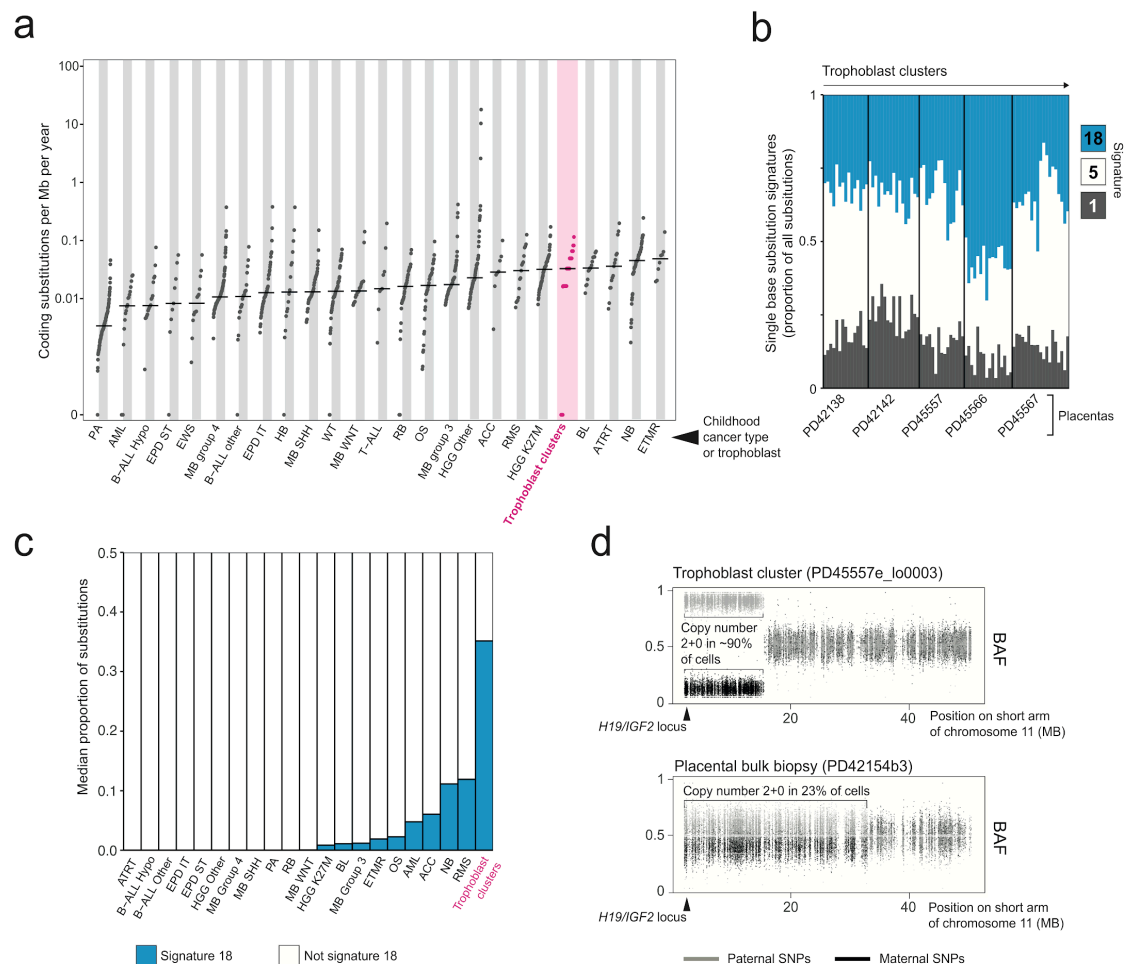 a
Coding substitutions per Mb per year
100
10
1
0.1
0.01
0
PA
AML
B−ALL Hypo
EPD ST
EWS
MB group 4
B−ALL other
EPD IT
HB
MB SHH
WT
MB WNT
T−ALL
RB
OS
MB group 3
HGG Other
ACC
RMS
HGG K27M
Trophoblast clusters
BL
ATRT
NB
ETMR
Childhood
cancer type
or trophoblast
b
Trophoblast clusters
Single base subsitution signatures
(proportion of all subsitutions)
1
0.5
0
18
5
1
Signature
PD42138
PD42142
PD45557
PD45566
PD45567
Placentas
c
Median proportion of substitutions
0.5
0.4
0.3
0.2
0.1
0.0
ATRT
B−ALL Hypo
B−ALL Other
EPD IT
EPD ST
HGG Other
MB Group 4
MB SHH
PA
RB
MB WNT
HGG K27M
BL
MB Group 3
ETMR
OS
AML
ACC
NB
RMS
Trophoblast
clusters
Signature 18
Not signature 18
d
Trophoblast cluster (PD45557e_lo0003)
1
0.5
0
Copy number
2+0 in ~90%
of cells
BAF
H19/IGF2 locus
20
40
Position on short arm
of chromosome 11 (MB)
Placental bulk biopsy (PD42154b3)
Copy number 2+0 in 23% of cells
1
0.5
0
BAF
H19/IGF2 locus
20
40
Position on short arm
of chromosome 11 (MB)
Paternal SNPs
Maternal SNPs